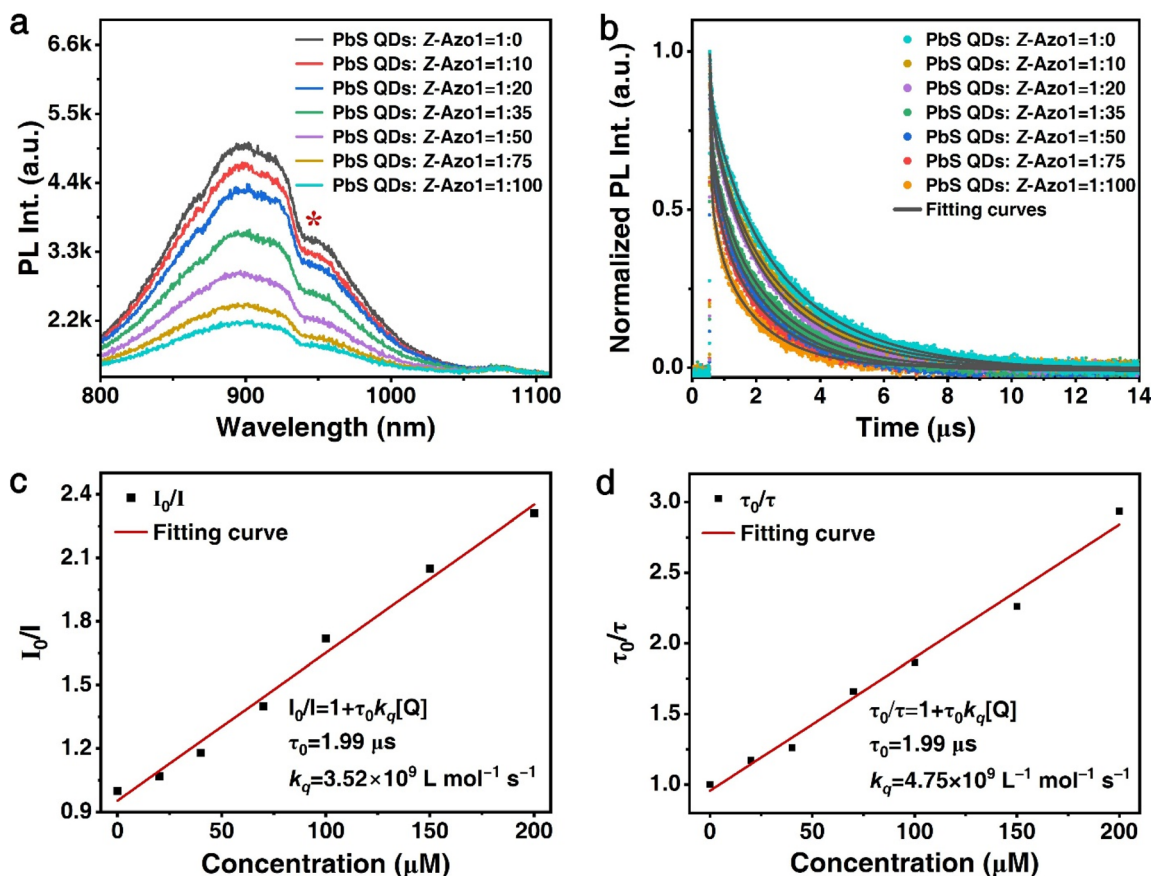 a
6.6k
5.5k
4.4k
3.3k
2.2k
PL Int. (a.u.)
PbS QDs: Z-Azo1=1:0
PbS QDs: Z-Azo1=1:10
PbS QDs: Z-Azo1=1:20
PbS QDs: Z-Azo1=1:35
PbS QDs: Z-Azo1=1:50
PbS QDs: Z-Azo1=1:75
PbS QDs: Z-Azo1=1:100
*
800 900 1000 1100
Wavelength (nm)
b
1.0
0.5
0.0
Normalized PL Int. (a.u.)
PbS QDs: Z-Azo1=1:0
PbS QDs: Z-Azo1=1:10
PbS QDs: Z-Azo1=1:20
PbS QDs: Z-Azo1=1:35
PbS QDs: Z-Azo1=1:50
PbS QDs: Z-Azo1=1:75
PbS QDs: Z-Azo1=1:100
Fitting curves
0 2 4 6 8 10 12 14
Time (μs)
c
2.4
2.1
1.8
1.5
1.2
0.9
I₀/I
I₀/I
Fitting curve
I₀/I=1+τ₀k_q[Q]
τ₀=1.99 μs
k_q=3.52×10⁹ L mol⁻¹ s⁻¹
0 50 100 150 200
Concentration (μM)
d
3.0
2.5
2.0
1.5
1.0
τ₀/τ
τ₀/τ
Fitting curve
τ₀/τ=1+τ₀k_q[Q]
τ₀=1.99 μs
k_q=4.75×10⁹ L⁻¹ mol⁻¹ s⁻¹
0 50 100 150 200
Concentration (μM)